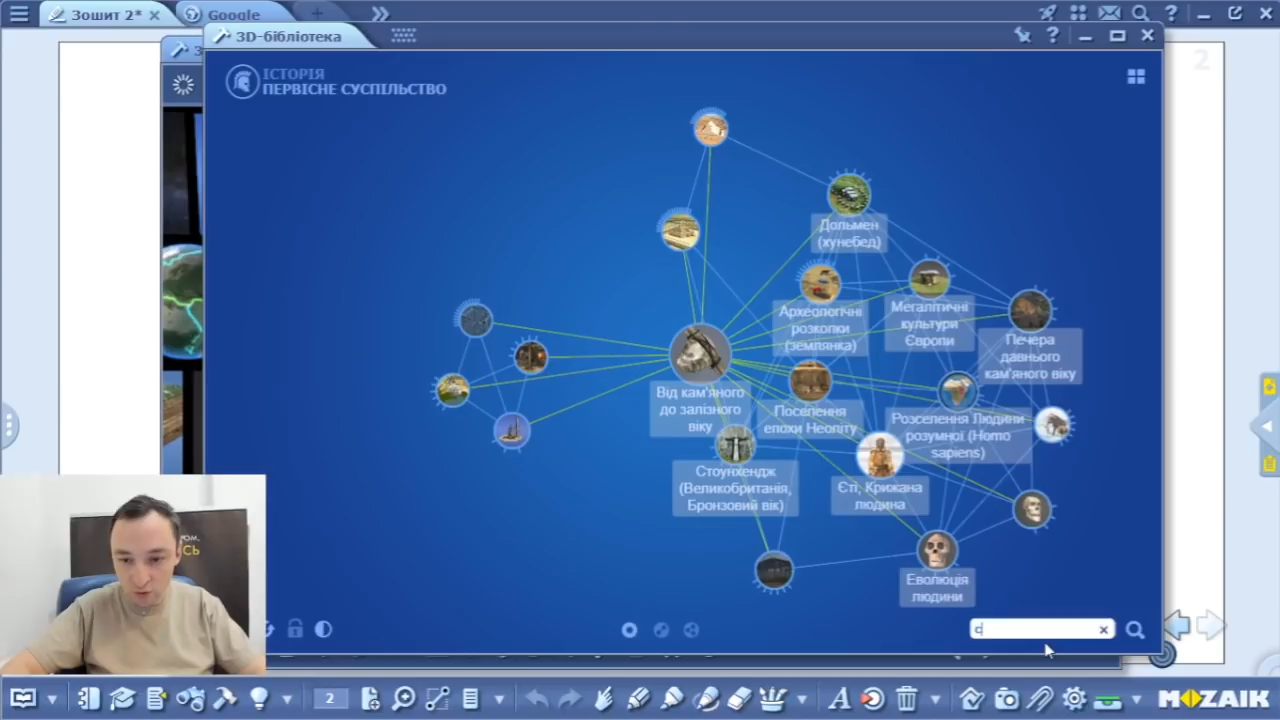 Зошит 2*
Google
3D-бібліотека
2
ІСТОРІЯ
ПЕРВІСНЕ СУСПІЛЬСТВО
Дольмен
(хунебед)
Археологічні
розкопки
(землянка)
Мегалітичні
культури
Європи
Печера
давнього
кам'яного віку
Від кам'яного
до залізного
віку
Поселення
епохи Неоліту
Розселення Людини
розумної (Homo
sapiens)
Стоунхендж
(Великобританія,
Бронзовий вік)
Єті, Крижана
людина
Еволюція
людини
с
2
MOZAIK